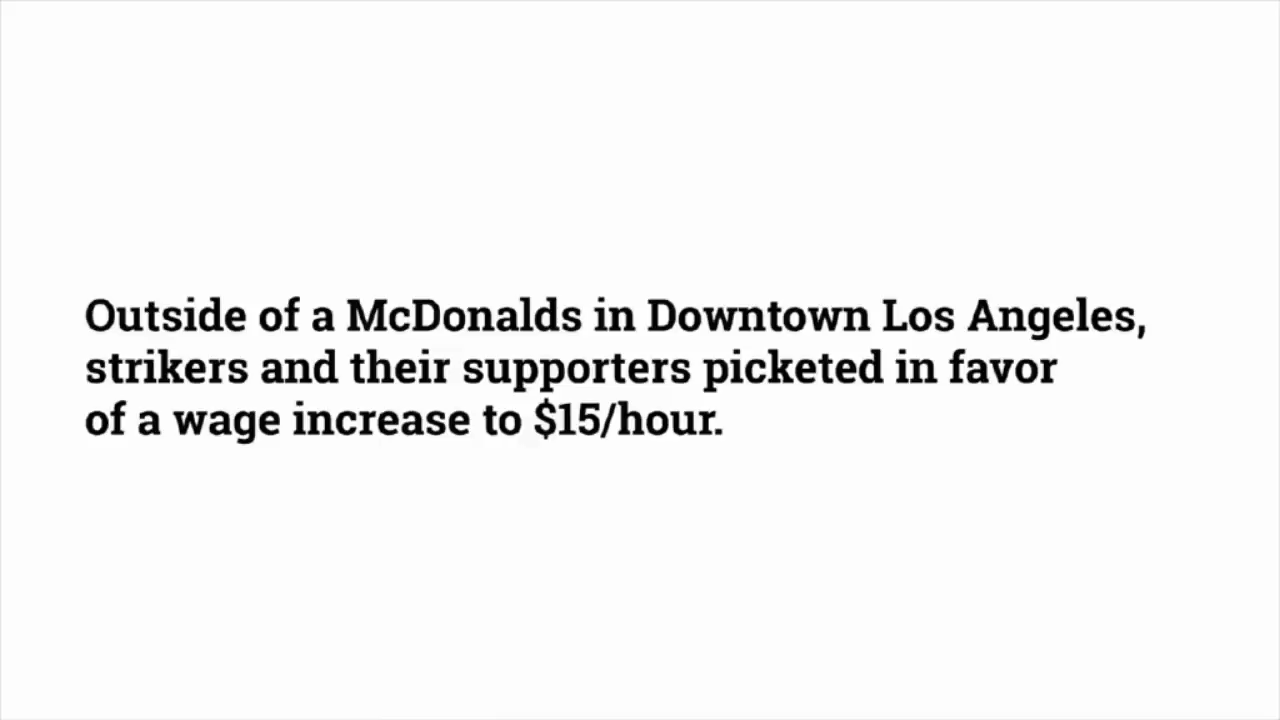 Outside of a McDonalds in Downtown Los Angeles,
strikers and their supporters picketed in favor
of a wage increase to $15/hour.